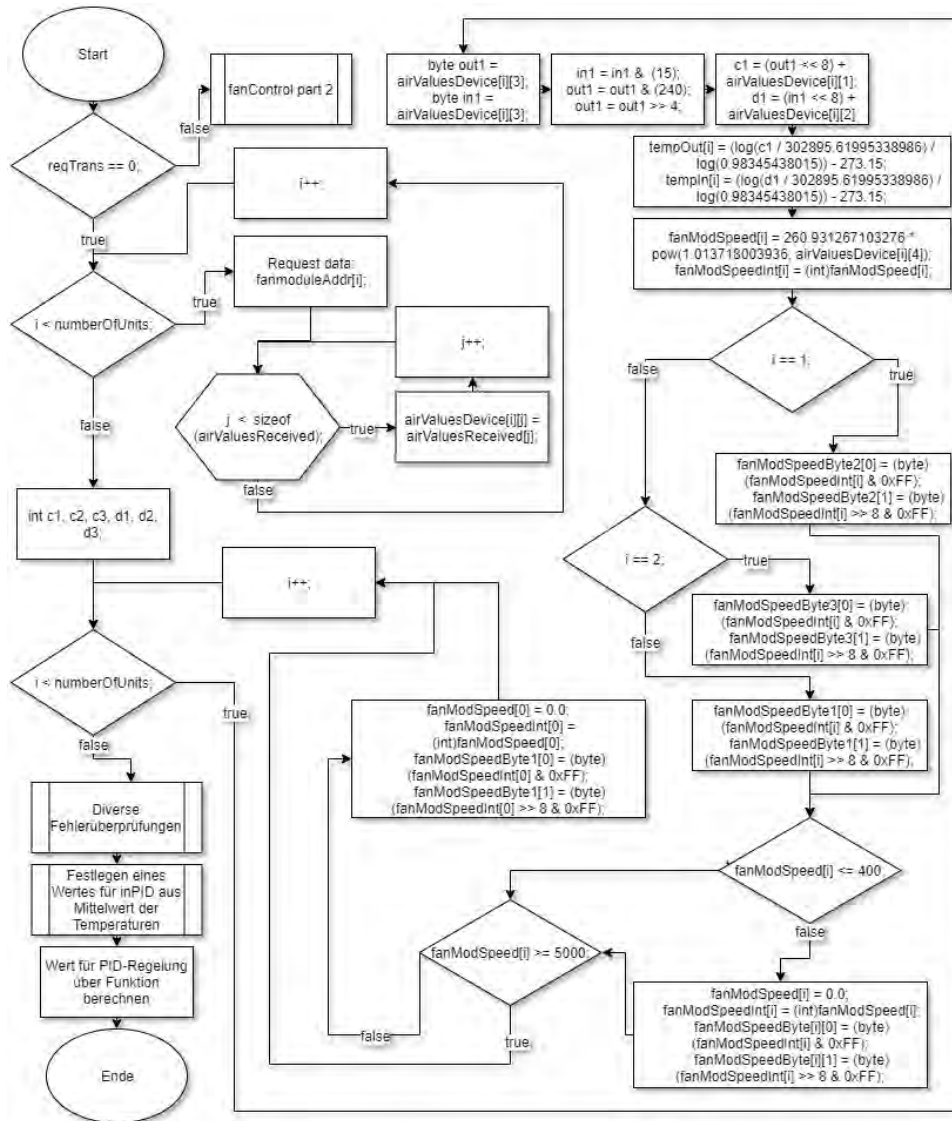 Start
fanControl part 2
false
reqTrans == 0;
true
i++;
Request data:
fanmoduleAddr[i];
i < numberOfUnits;
true
j++;
j < sizeof
(airValuesReceived);
true
airValuesDevice[i][j] =
airValuesReceived[j];
false
false
int c1, c2, c3, d1, d2,
d3;
i++;
i < numberOfUnits;
true
false
Diverse
Fehlerüberprüfungen
Festlegen eines
Wertes für inPID aus
Mittelwert der
Temperaturen
Wert für PID-Regelung
über Funktion
berechnen
Ende
byte out1 =
airValuesDevice[i][3];
byte in1 =
airValuesDevice[i][3];
in1 = in1 & (15);
out1 = out1 & (240);
out1 = out1 >> 4;
c1 = (out1 << 8) +
airValuesDevice[i][1];
d1 = (in1 << 8) +
airValuesDevice[i][2]
tempOut[i] = (log(c1 / 302895.61995338986) /
log(0.98345438015)) - 273.15;
tempIn[i] = (log(d1 / 302895.61995338986) /
log(0.98345438015)) - 273.15;
fanModSpeed[i] = 260.931267103276 *
pow(1.013718003936, airValuesDevice[i][4]);
fanModSpeedInt[i] = (int)fanModSpeed[i];
i == 1;
false
true
fanModSpeedByte2[0] = (byte)
(fanModSpeedInt[i] & 0xFF);
fanModSpeedByte2[1] = (byte)
(fanModSpeedInt[i] >> 8 & 0xFF);
i == 2;
true
false
fanModSpeedByte3[0] = (byte)
(fanModSpeedInt[i] & 0xFF);
fanModSpeedByte3[1] = (byte)
(fanModSpeedInt[i] >> 8 & 0xFF);
fanModSpeedByte1[0] = (byte)
(fanModSpeedInt[i] & 0xFF);
fanModSpeedByte1[1] = (byte)
(fanModSpeedInt[i] >> 8 & 0xFF);
fanModSpeed[i] <= 400;
false
fanModSpeed[i] = 0.0;
fanModSpeedInt[i] = (int)fanModSpeed[i];
fanModSpeedByte[i][0] = (byte)
(fanModSpeedInt[i] & 0xFF);
fanModSpeedByte[i][1] = (byte)
(fanModSpeedInt[i] >> 8 & 0xFF);
fanModSpeed[i] >= 5000;
false
true
fanModSpeed[0] = 0.0;
fanModSpeedInt[0] =
(int)fanModSpeed[0];
fanModSpeedByte1[0] = (byte)
(fanModSpeedInt[0] & 0xFF);
fanModSpeedByte1[1] = (byte)
(fanModSpeedInt[0] >> 8 & 0xFF);